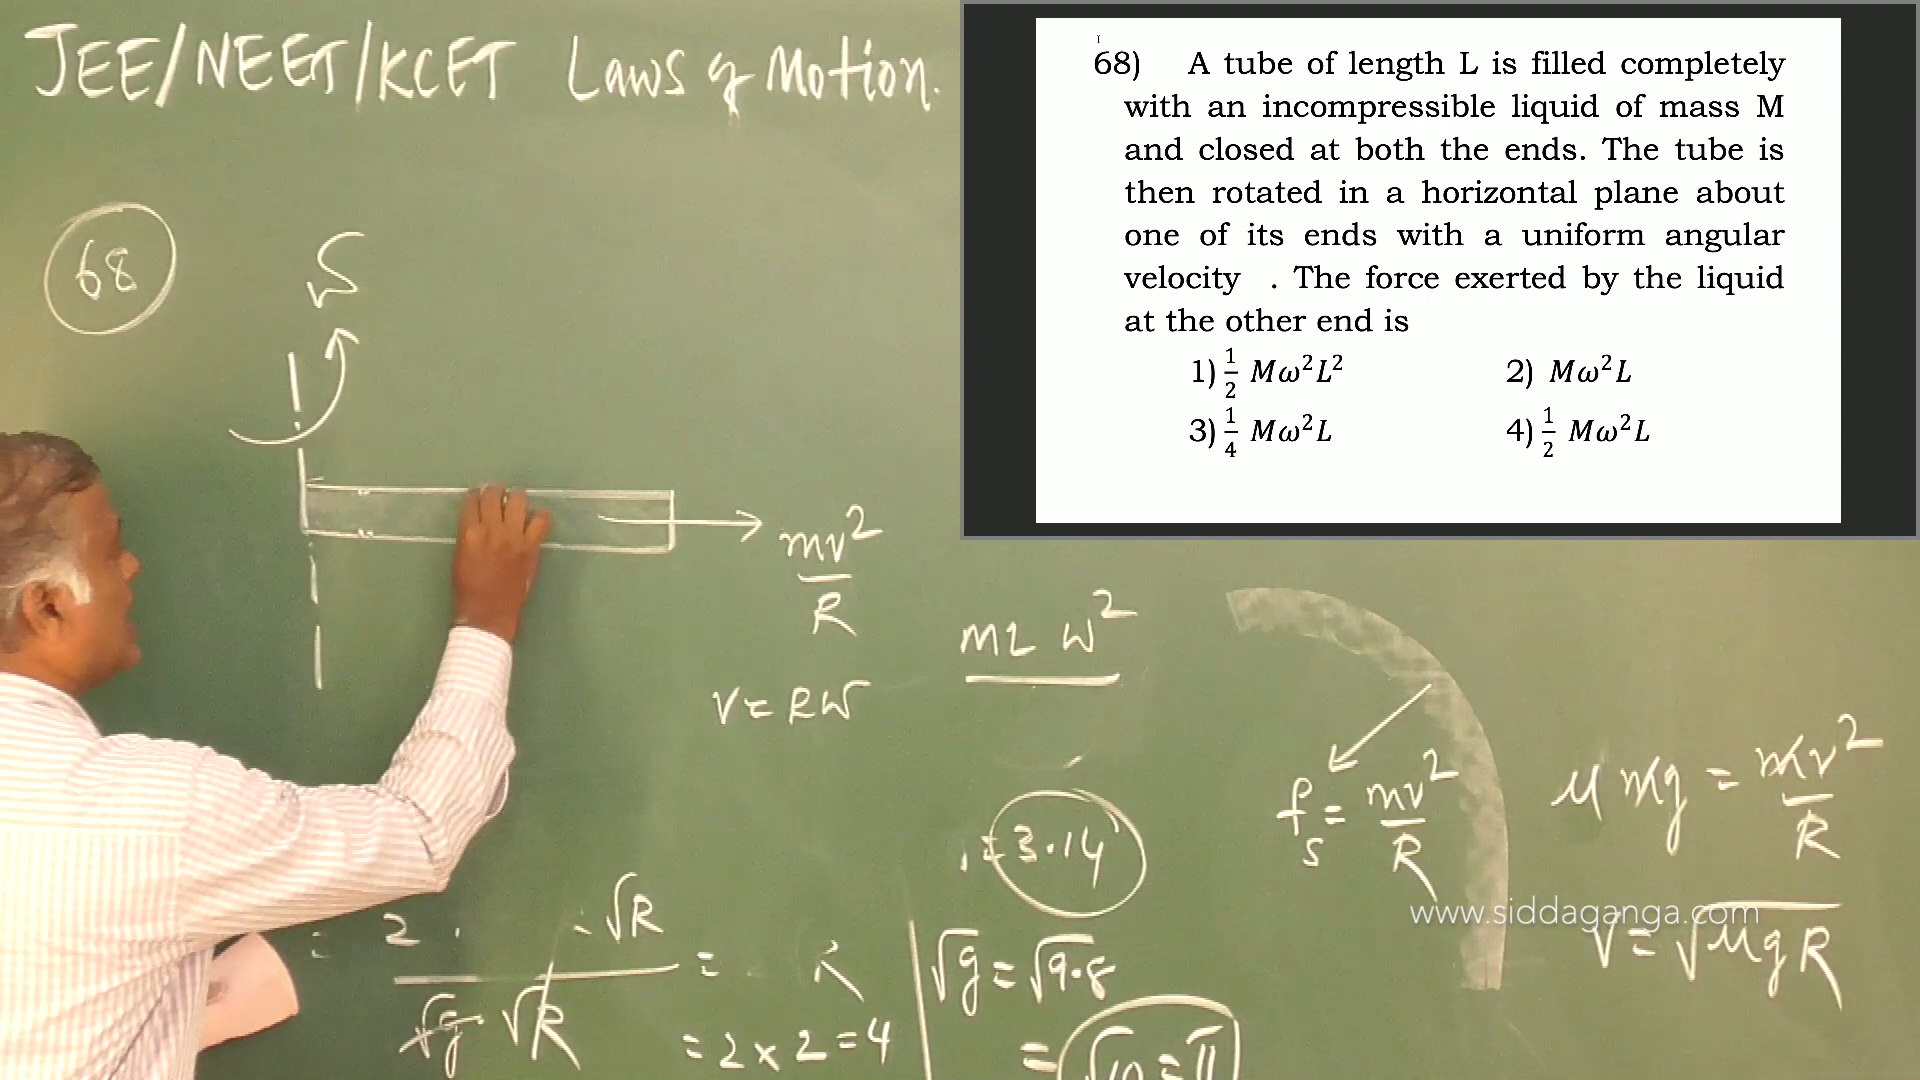 JEE/NEET/KCET Laws of Motion.
68) A tube of length L is filled completely
with an incompressible liquid of mass M
and closed at both the ends. The tube is
then rotated in a horizontal plane about
one of its ends with a uniform angular
velocity . The force exerted by the liquid
at the other end is
1) 1/2 Mω²L² 2) Mω²L
3) 1/4 Mω²L 4) 1/2 Mω²L
68
ω
mv²/R
mLω²
v = Rω
= 3.14
fs = mv²/R
μmg = mv²/R
v = √μgR
www.siddaganga.com
= 2 √R
√g √R
= R
= 2 x 2 = 4
√g = √9.8
= √10 = π